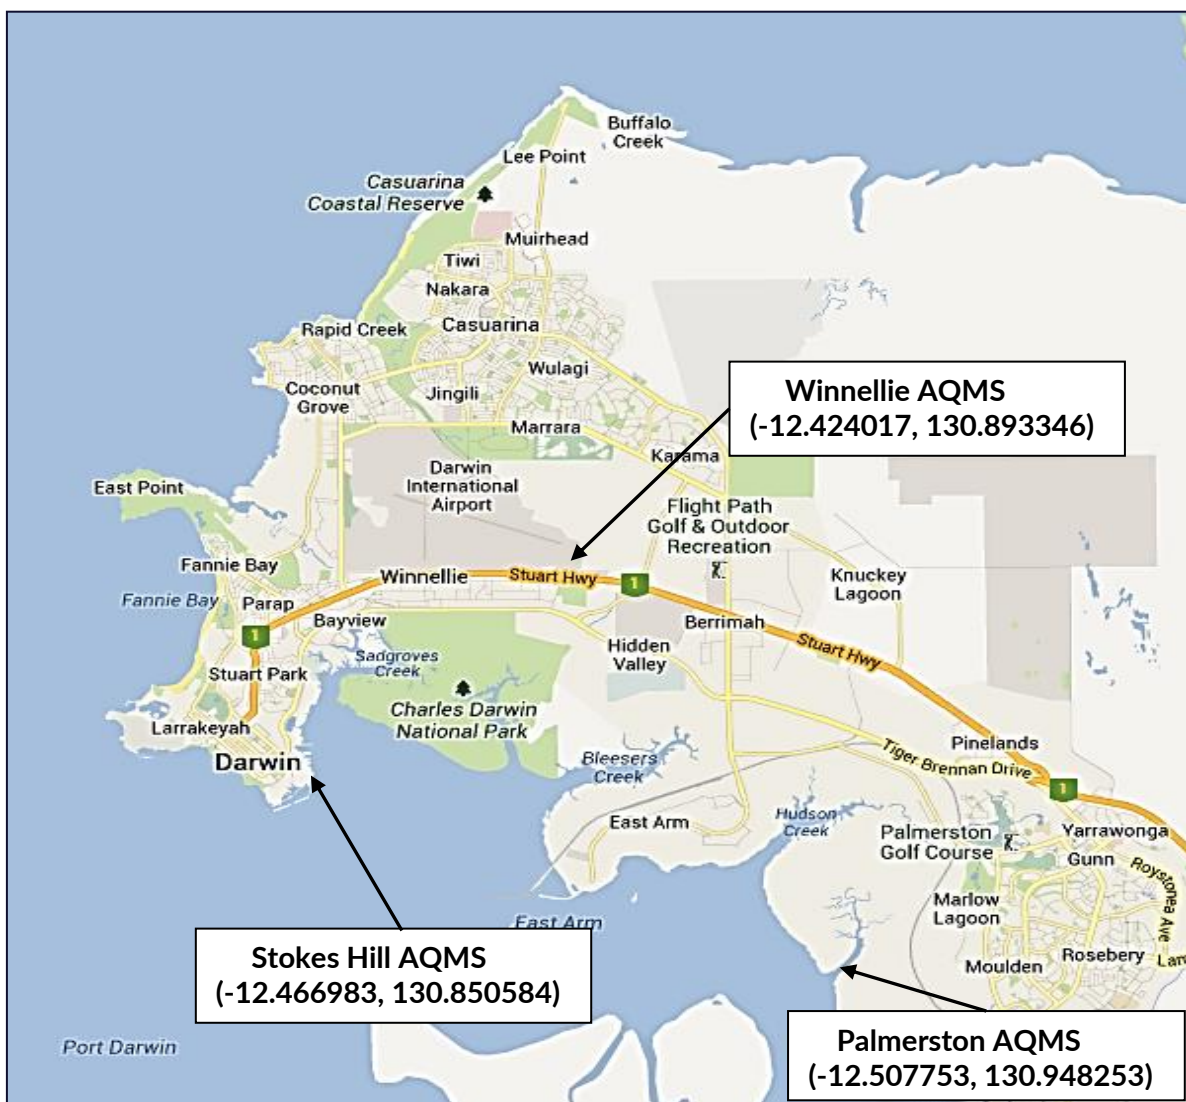 Buffalo
Creek
Lee Point
Casuarina
Coastal Reserve
Muirhead
Tiwi
Nakara
Rapid Creek
Casuarina
Wulagi
Coconut
Grove
Jingili
Winnellie AQMS
(-12.424017, 130.893346)
Marrara
Karama
Darwin
International
Airport
East Point
Flight Path
Golf & Outdoor
Recreation
Fannie Bay
Winnellie
Stuart Hwy
1
Knuckey
Lagoon
Fannie Bay
Parap
Bayview
Berrimah
1
Hidden
Valley
Stuart Hwy
Sadgroves
Creek
Stuart Park
Charles Darwin
National Park
Larrakeyah
Darwin
Pinelands
Bleesers
Creek
Tiger Brennan Drive
1
Hudson
Creek
East Arm
Palmerston
Golf Course
Yarrawonga
Gunn
Roystonea Ave
Marlow
Lagoon
East Arm
Stokes Hill AQMS
(-12.466983, 130.850584)
Rosebery
Lan
Moulden
Port Darwin
Palmerston AQMS
(-12.507753, 130.948253)